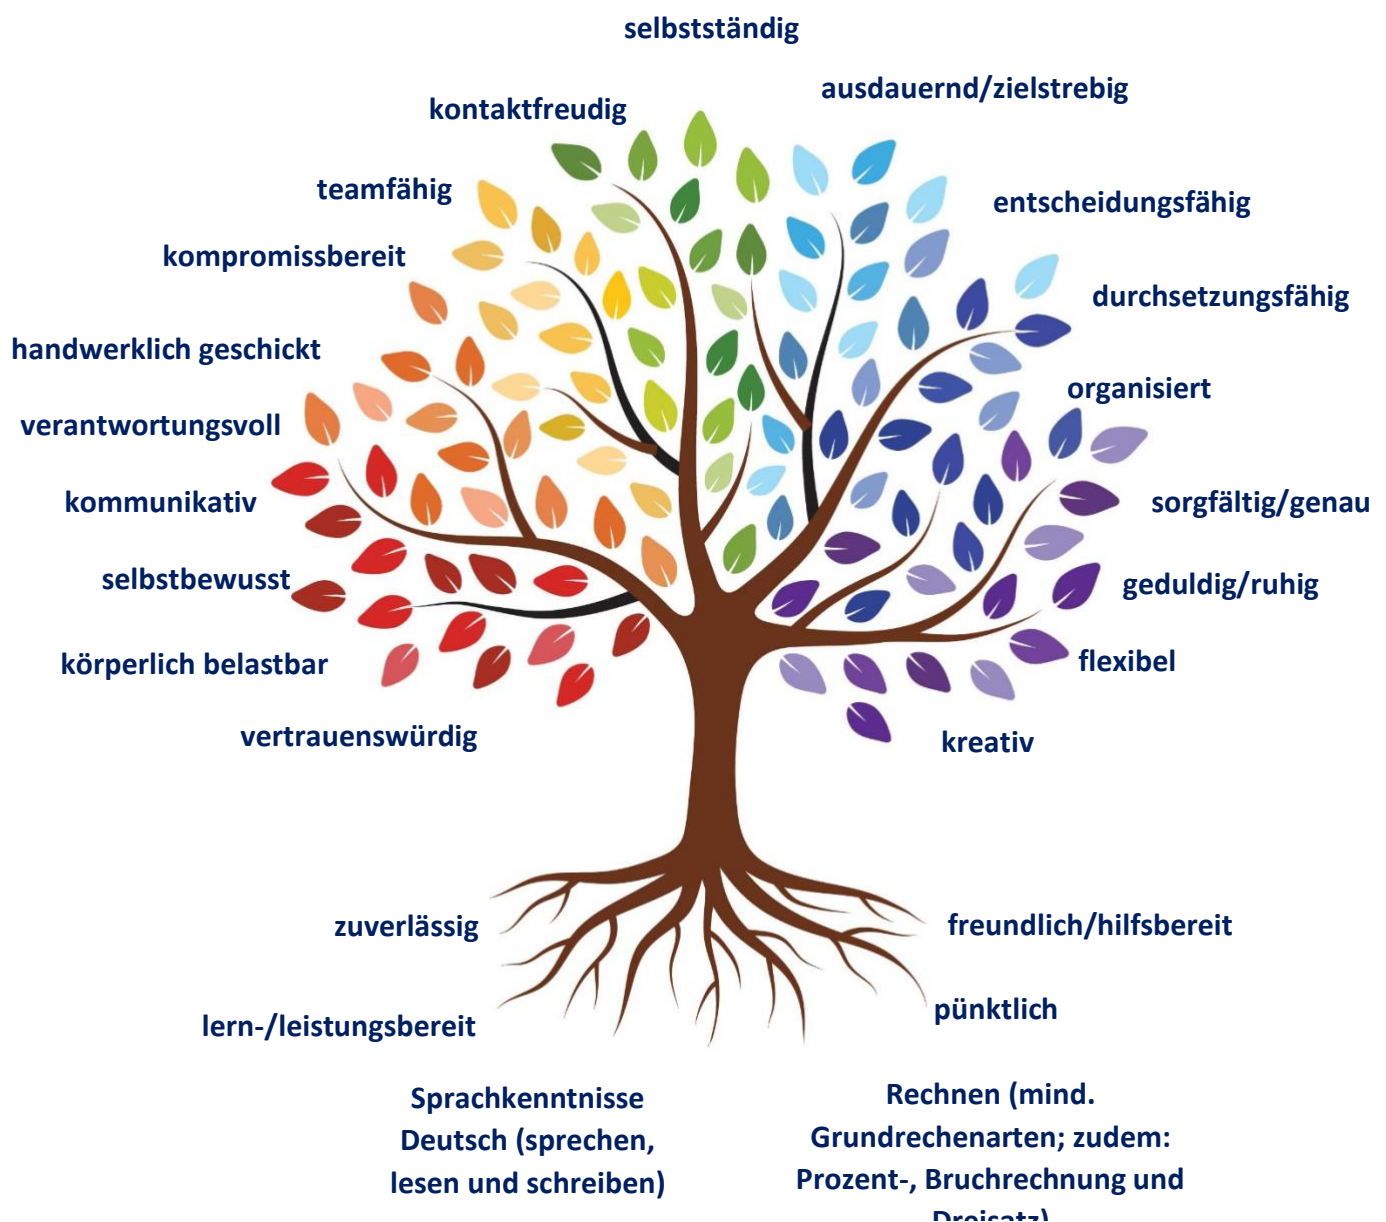 selbstständig
ausdauernd/zielstrebig
kontaktfreudig
teamfähig
entscheidungsfähig
kompromissbereit
durchsetzungsfähig
handwerklich geschickt
organisiert
verantwortungsvoll
kommunikativ
sorgfältig/genau
selbstbewusst
geduldig/ruhig
körperlich belastbar
flexibel
vertrauenswürdig
kreativ
zuverlässig
freundlich/hilfsbereit
pünktlich
lern-/leistungsbereit
Sprachkenntnisse
Deutsch (sprechen,
lesen und schreiben)
Rechnen (mind.
Grundrechenarten; zudem:
Prozent-, Bruchrechnung und
Dreisatz)